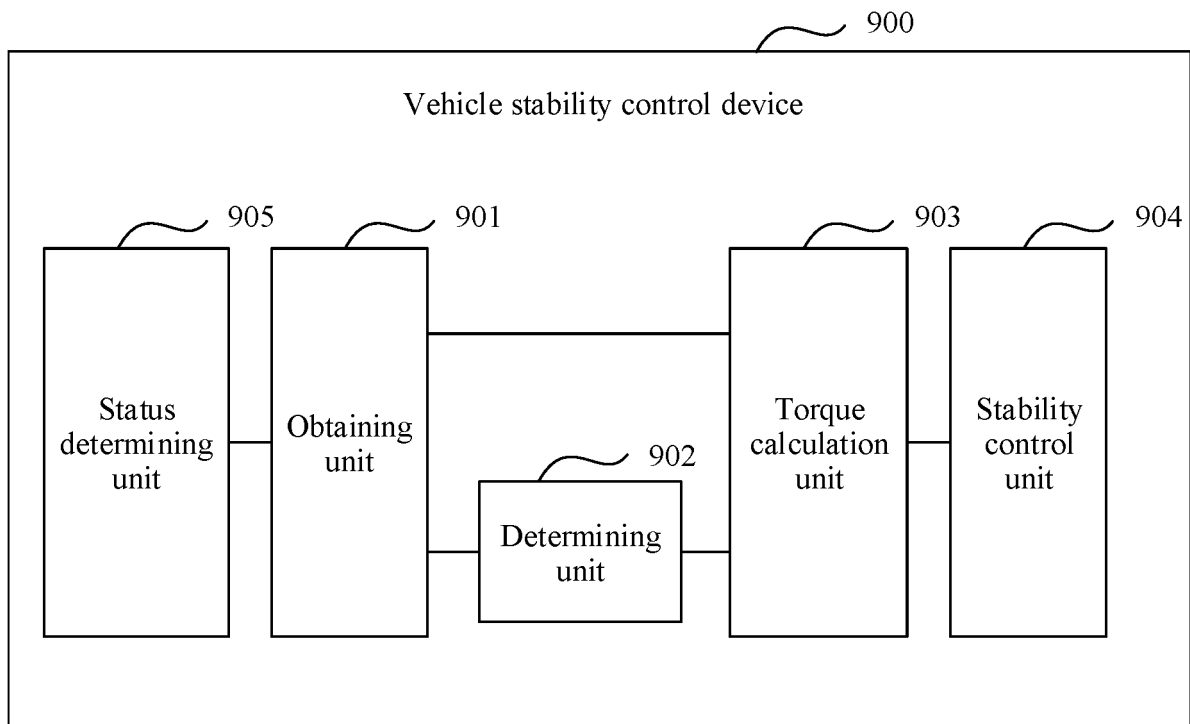 900
Vehicle stability control device
905
901
903
904
Status
determining
unit
Obtaining
unit
902
Determining
unit
Torque
calculation
unit
Stability
control
unit